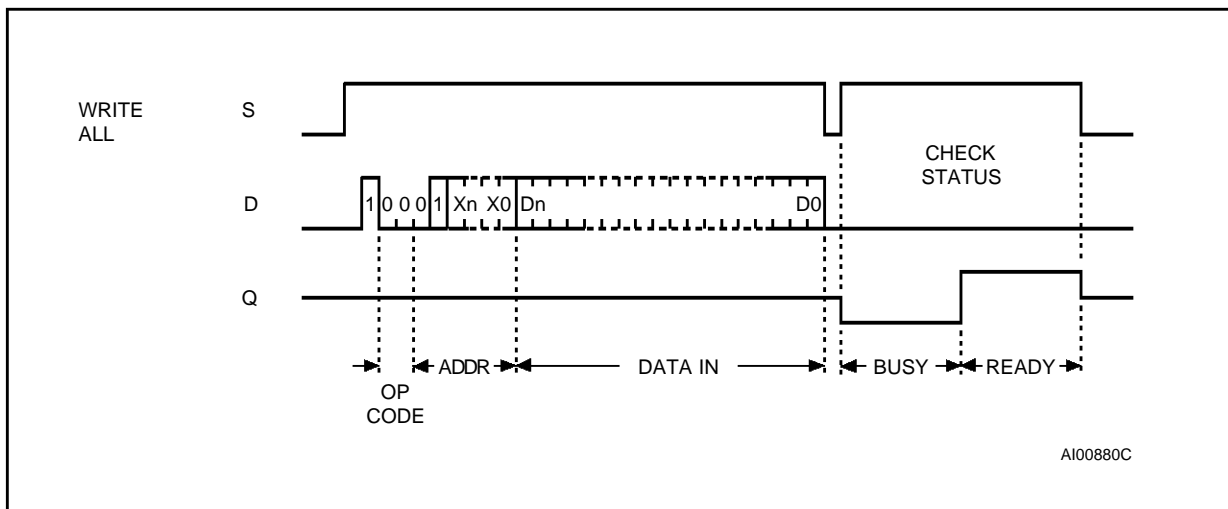 WRITE
ALL
S
CHECK
STATUS
D
1 0 0 0 1 Xn X0 Dn D0
Q
ADDR DATA IN BUSY READY
OP
CODE
AI00880C